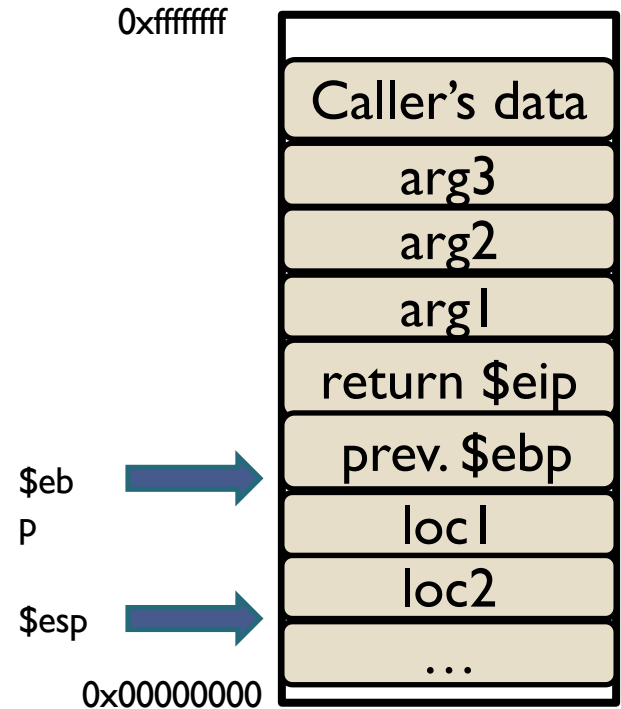 0xffffffff
Caller’s data
arg3
arg2
arg1
return $eip
prev. $ebp
$eb
p
loc1
loc2
$esp
...
0x00000000